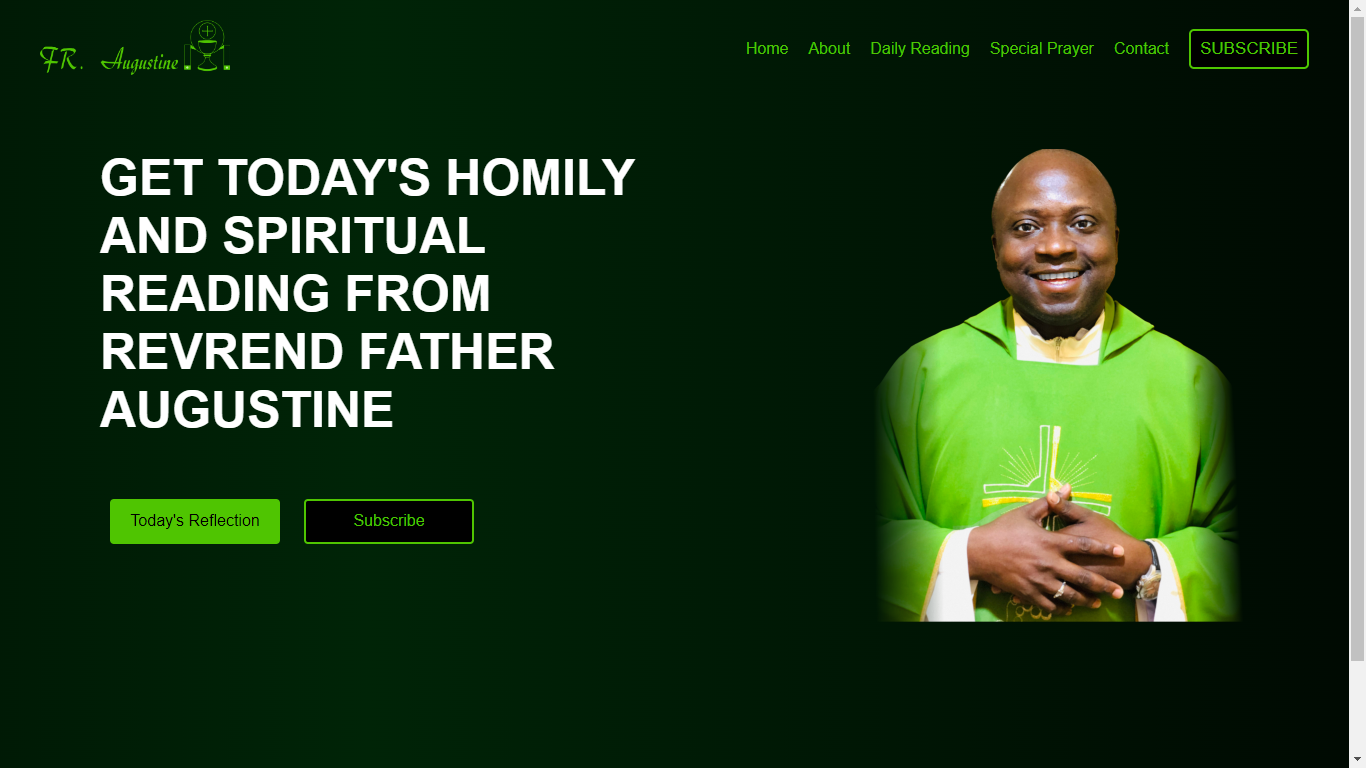 FR. Augustine
Home About Daily Reading Special Prayer Contact SUBSCRIBE
GET TODAY'S HOMILY
AND SPIRITUAL
READING FROM
REVREND FATHER
AUGUSTINE
Today's Reflection Subscribe